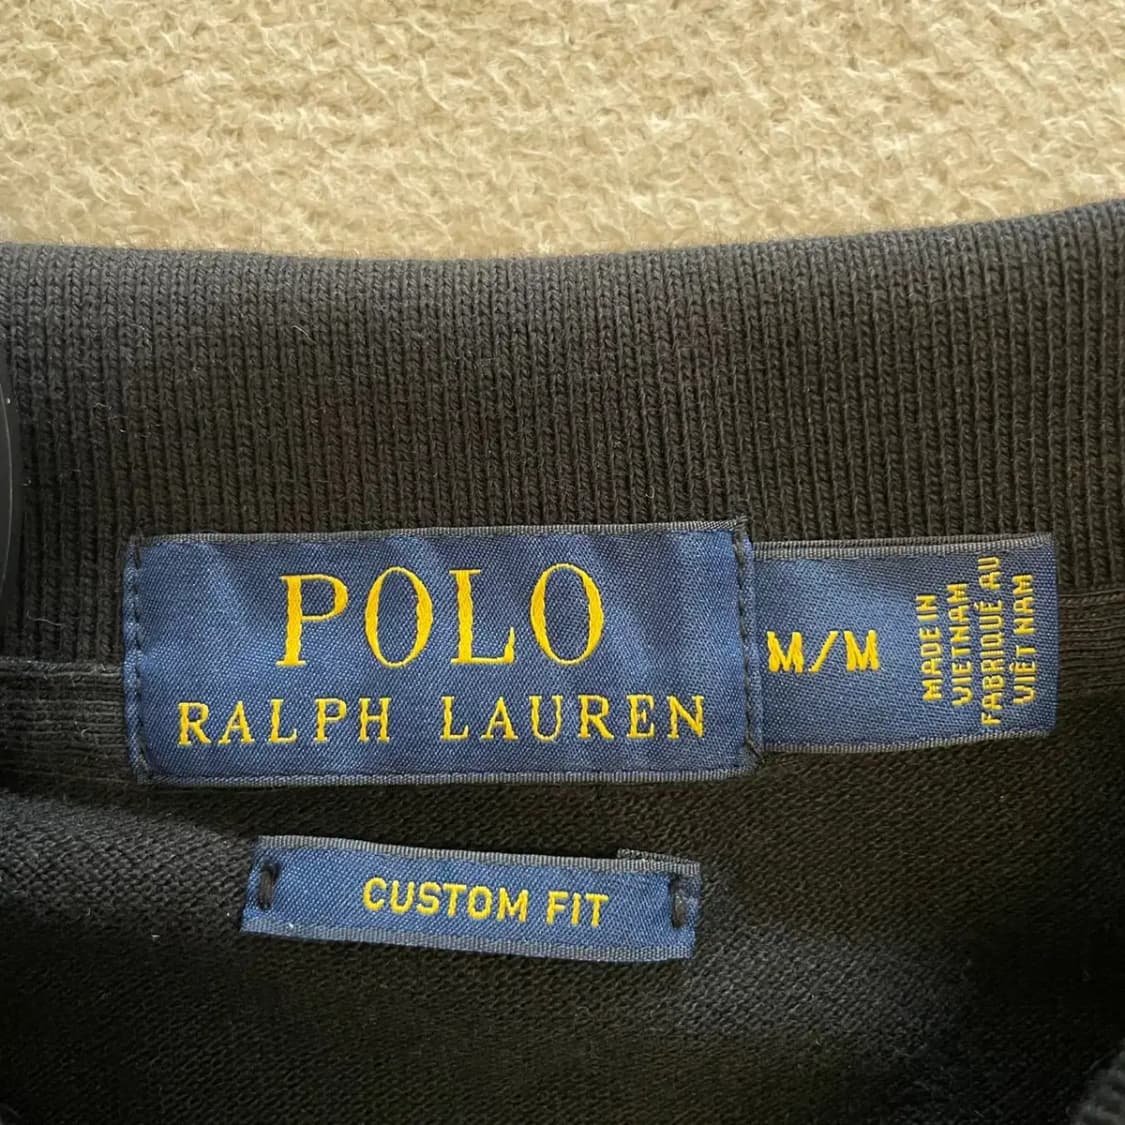 POLO
RALPH LAUREN
M/M
MADE IN
VIETNAM
FABRIQUÉ AU
VIÊT NAM
CUSTOM FIT